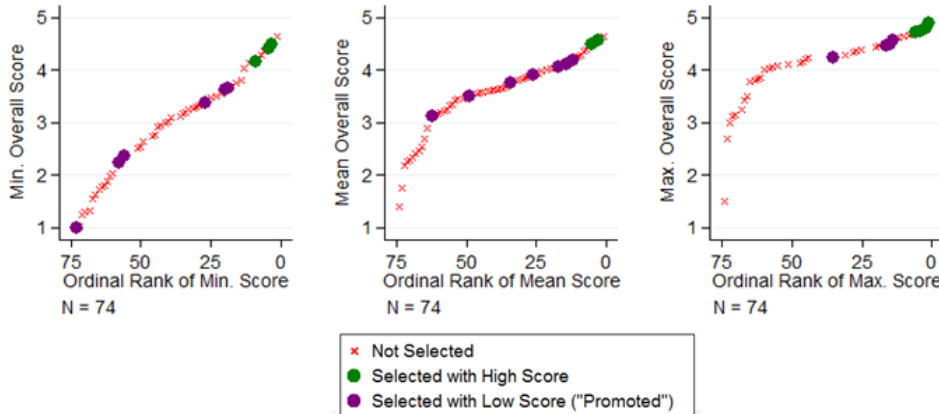 5
4
3
2
1
Min. Overall Score
75 50 25 0
Ordinal Rank of Min. Score
N = 74
5
4
3
2
1
Mean Overall Score
75 50 25 0
Ordinal Rank of Mean Score
N = 74
5
4
3
2
1
Max. Overall Score
75 50 25 0
Ordinal Rank of Max. Score
N = 74
Not Selected
Selected with High Score
Selected with Low Score ("Promoted")